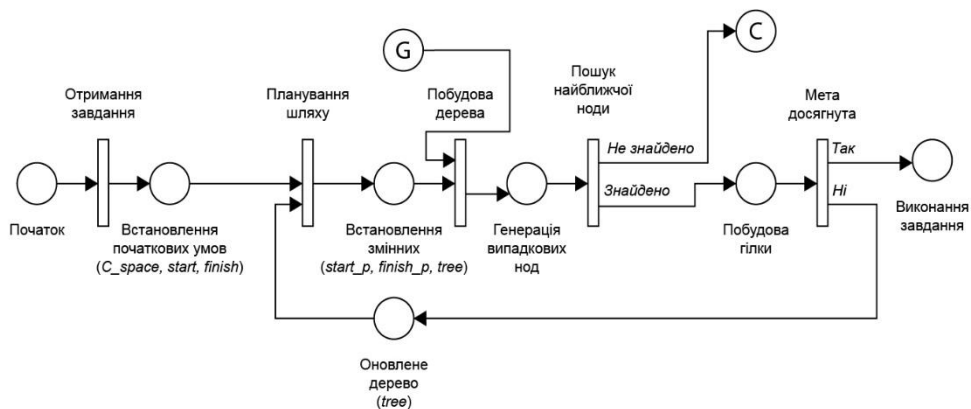 G
C
Отримання
завдання
Планування
шляху
Побудова
дерева
Пошук
найближчої
ноди
Мета
досягнута
Не знайдено
Знайдено
Так
Ні
Початок
Встановлення
початкових умов
(C_space, start, finish)
Встановлення
змінних
(start_p, finish_p, tree)
Генерація
випадкових
нод
Побудова
гілки
Виконання
завдання
Оновлене
дерево
(tree)